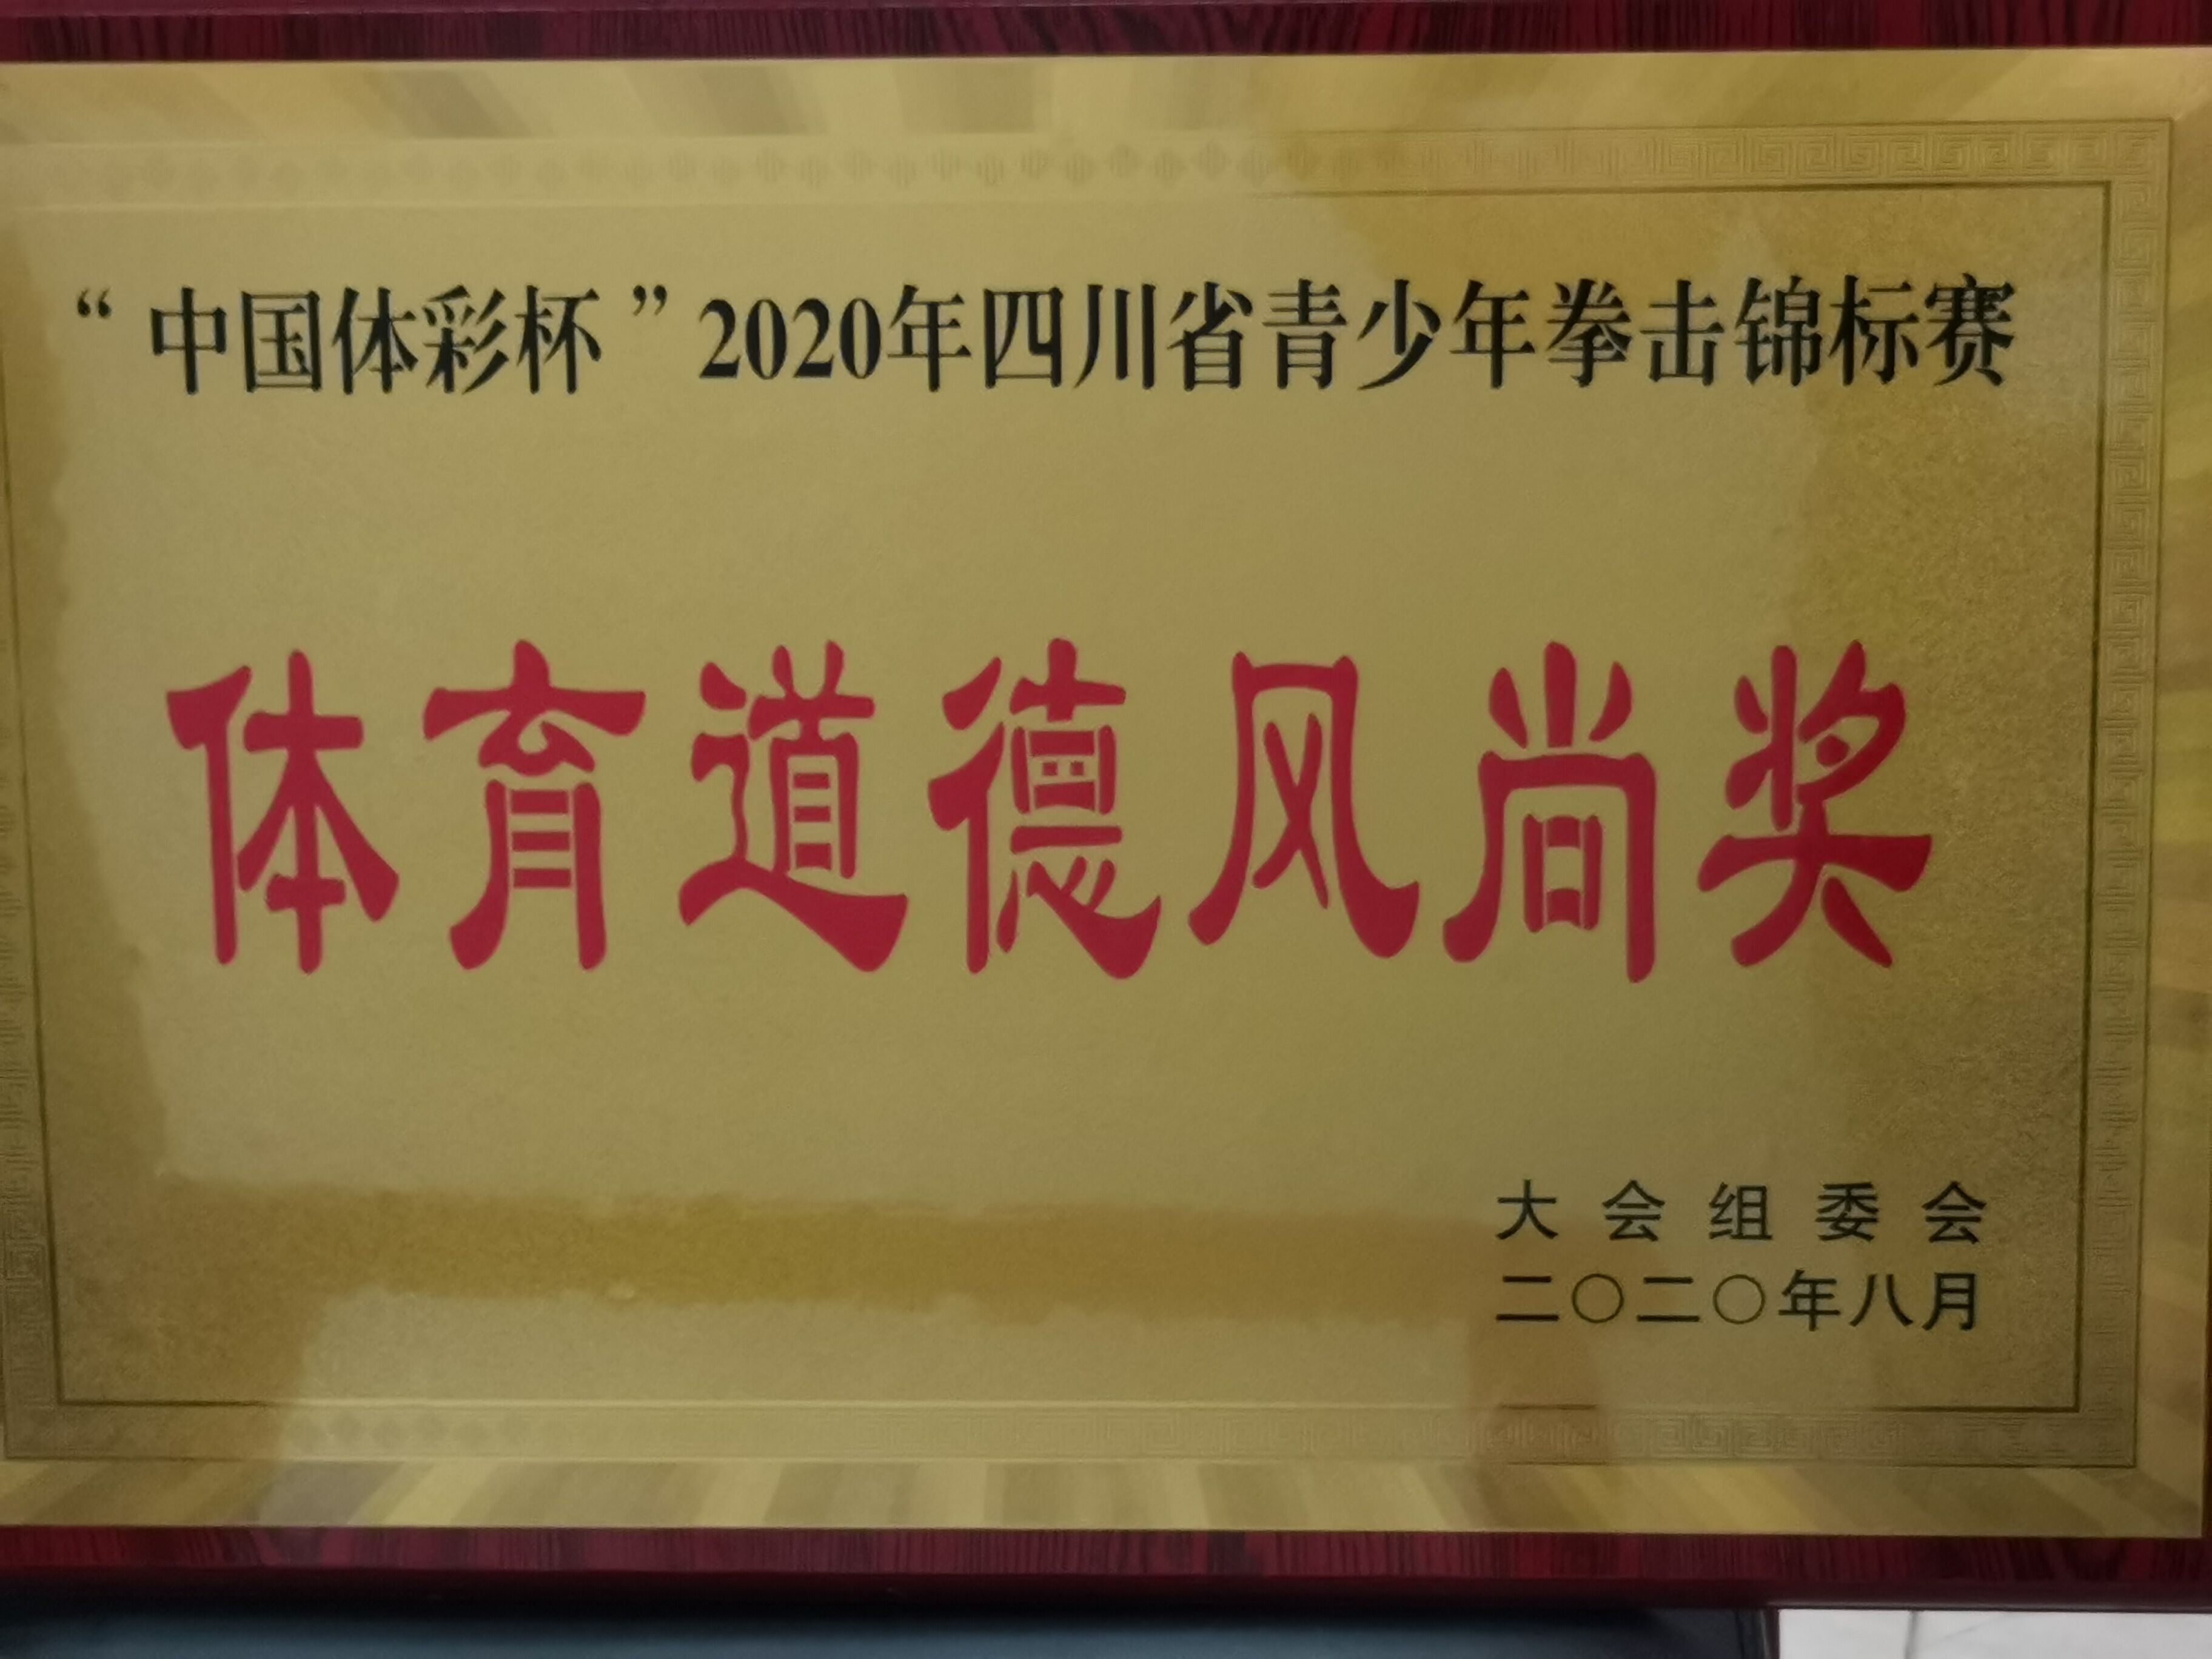 “中国体彩杯”2020年四川省青少年拳击锦标赛
体育道德风尚奖
大会组委会
二〇二〇年八月